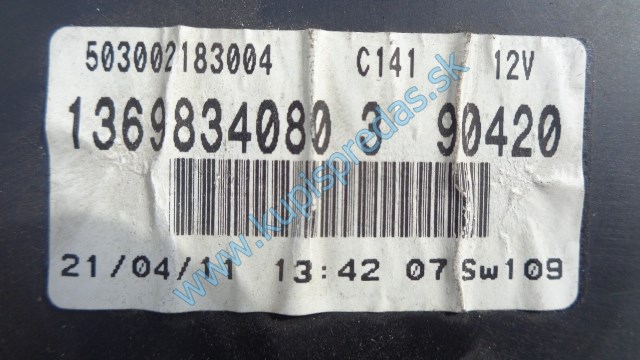 503002183004 C141 12V
1369834080 3 90420
21/04/11 13:42 07 Sw109
www.kupispredas.sk